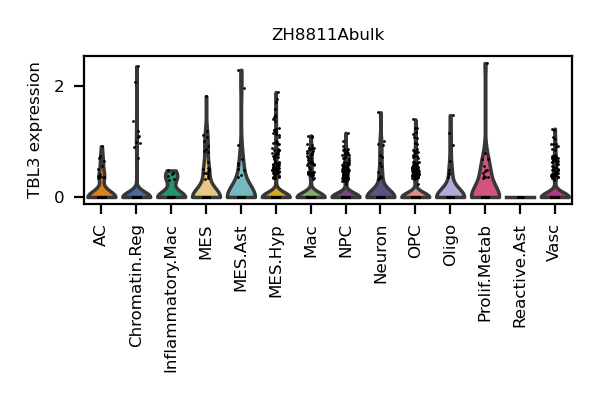 ZH8811Abulk
TBL3 expression
2
0
AC
Chromatin.Reg
Inflammatory.Mac
MES
MES.Ast
MES.Hyp
Mac
NPC
Neuron
OPC
Oligo
Prolif.Metab
Reactive.Ast
Vasc